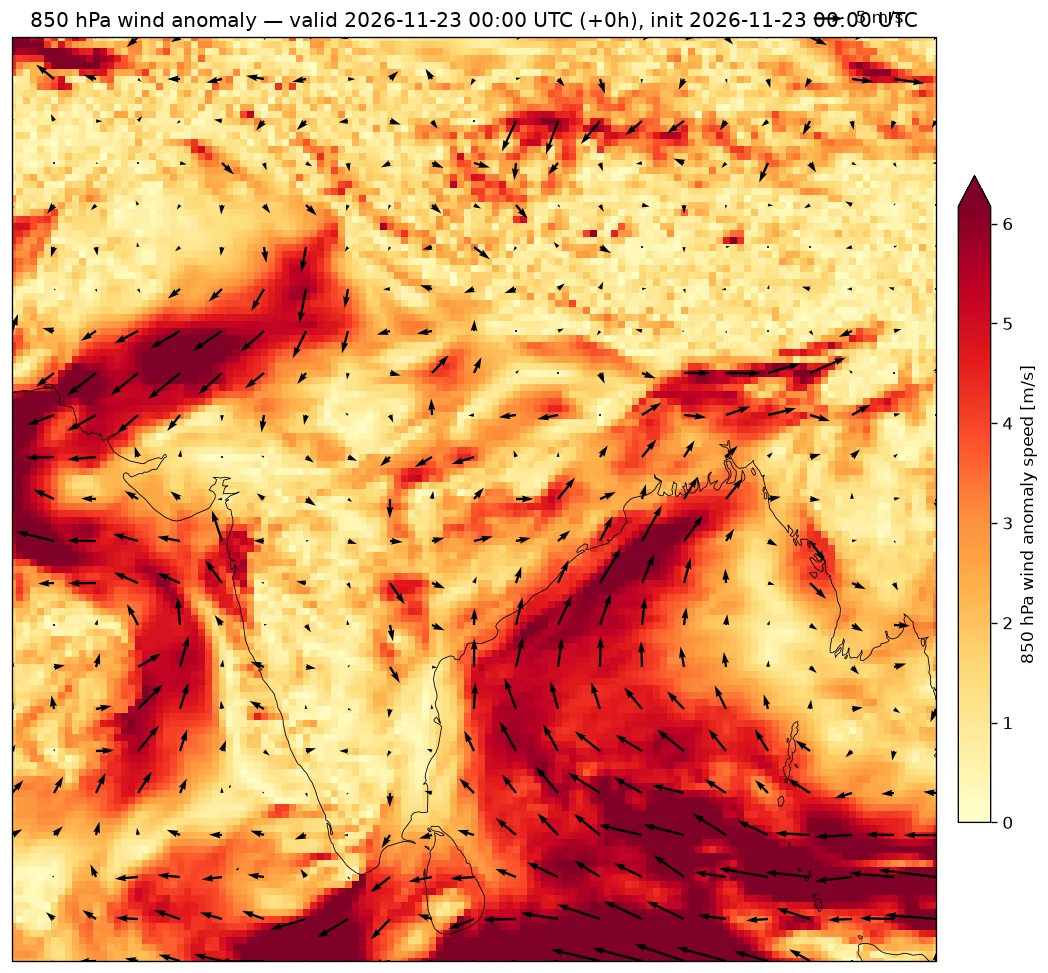 850 hPa wind anomaly — valid 2026-11-23 00:00 UTC (+0h), init 2026-11-23 00:00 UTC
5 m/s
6
5
4
3
2
1
0
850 hPa wind anomaly speed [m/s]